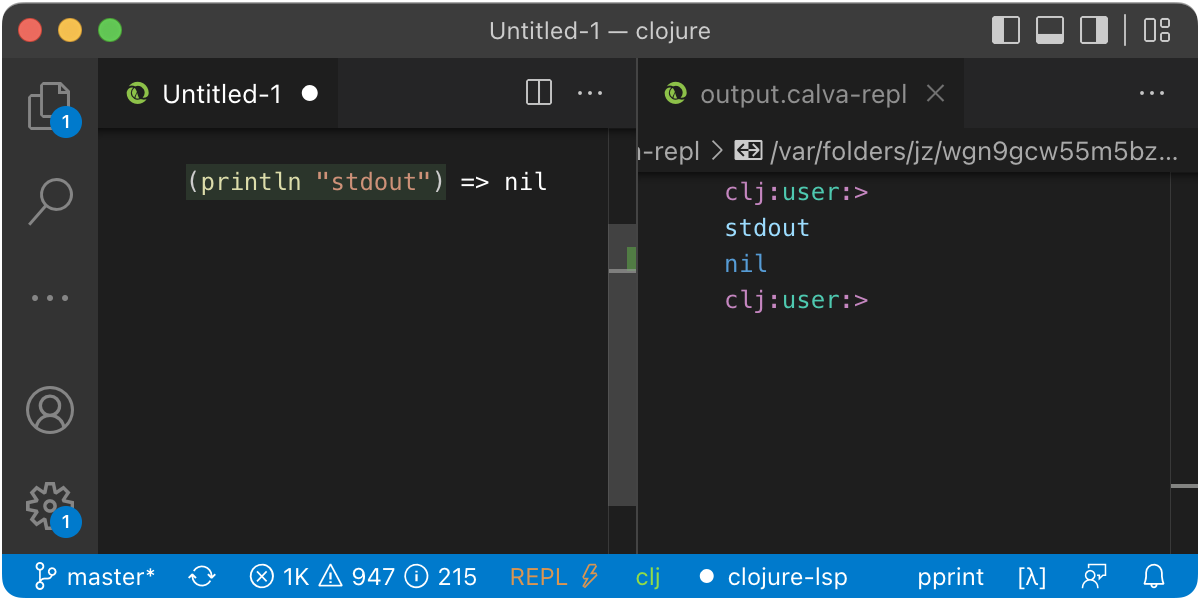 Untitled-1 — clojure
Untitled-1
output.calva-repl
-repl > /var/folders/jz/wgn9gcw55m5bz...
1
(println "stdout") => nil
clj:user:>
stdout
nil
clj:user:>
1
master* 1K 947 215 REPL clj clojure-lsp pprint [λ]